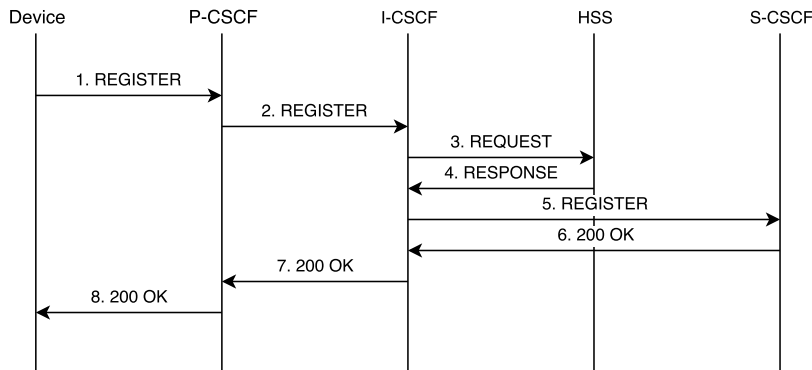 Device P-CSCF I-CSCF HSS S-CSCF
1. REGISTER
2. REGISTER
3. REQUEST
4. RESPONSE
5. REGISTER
6. 200 OK
7. 200 OK
8. 200 OK